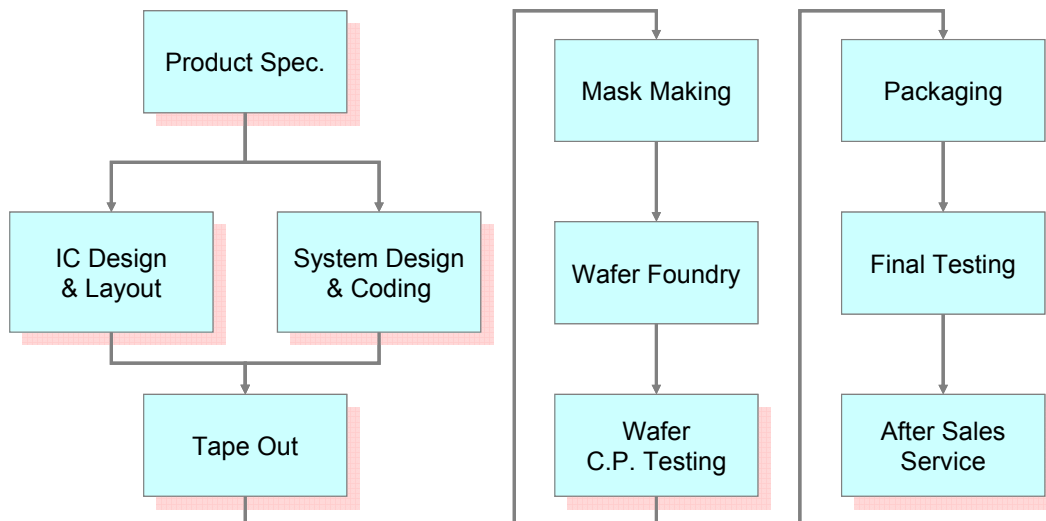 Product Spec.
IC Design
& Layout
System Design
& Coding
Tape Out
Mask Making
Wafer Foundry
Wafer
C.P. Testing
Packaging
Final Testing
After Sales
Service